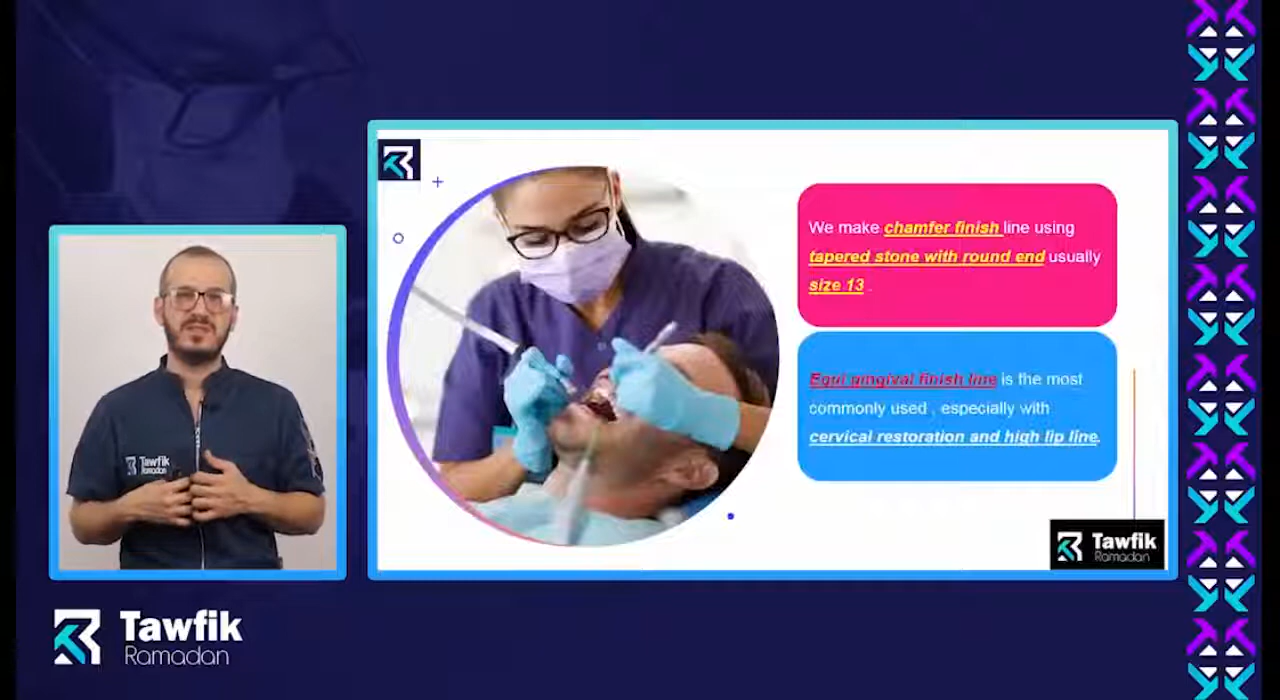 We make chamfer finish line using
tapered stone with round end usually
size 13 .
Equi gingival finish line is the most
commonly used , especially with
cervical restoration and high lip line.
Tawfik
Ramadan
Tawfik
Ramadan
Tawfik
Ramadan